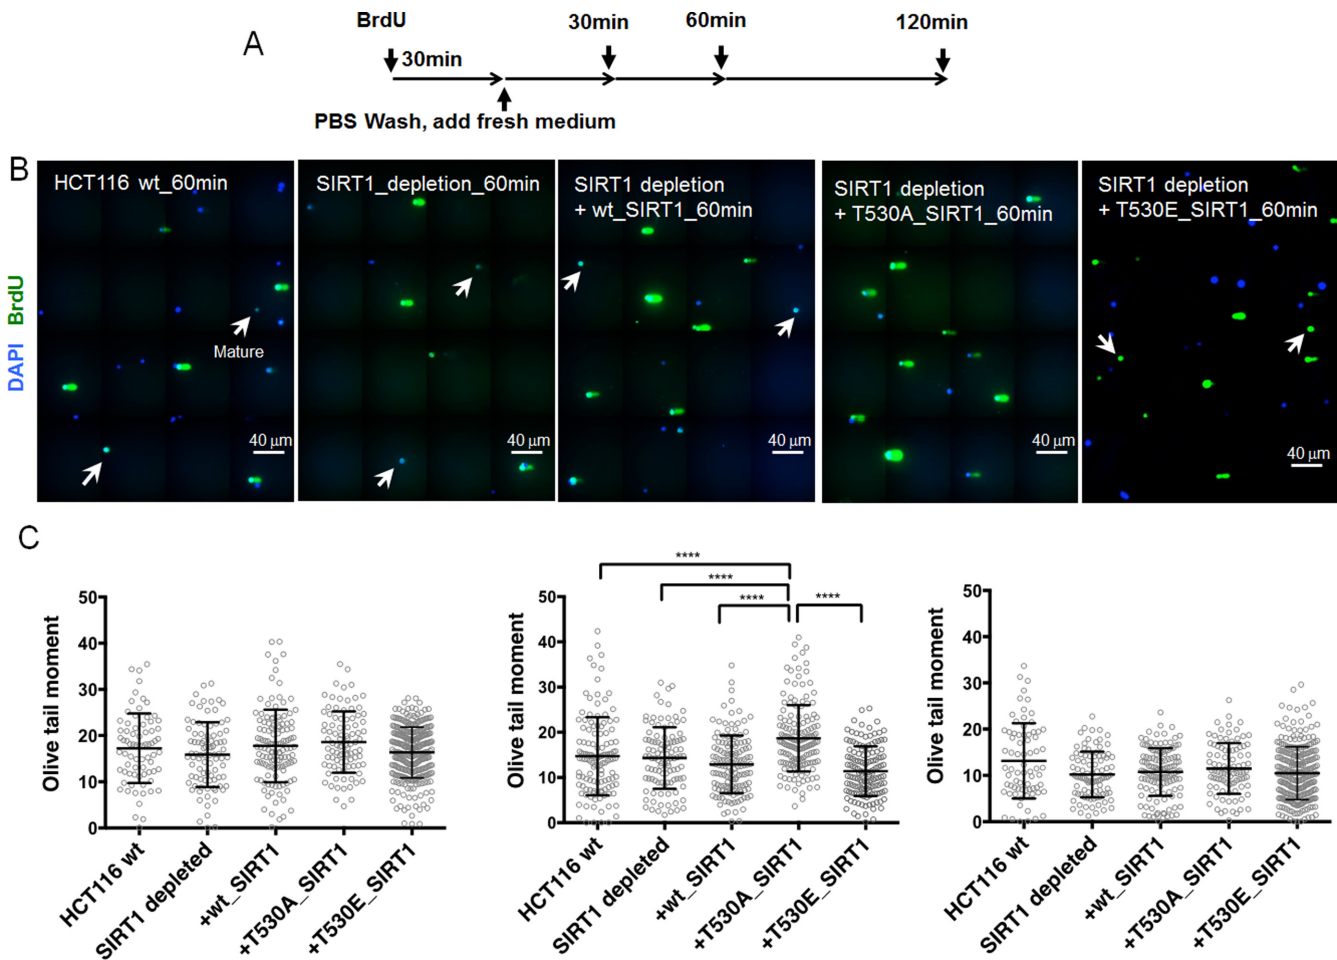 A
BrdU
30min
30min
60min
120min
PBS Wash, add fresh medium
B
DAPI BrdU
HCT116 wt_60min
Mature
40 μm
SIRT1_depletion_60min
40 μm
SIRT1 depletion
+ wt_SIRT1_60min
40 μm
SIRT1 depletion
+ T530A_SIRT1_60min
40 μm
SIRT1 depletion
+ T530E_SIRT1_60min
40 μm
C
Olive tail moment
50
40
30
20
10
0
HCT116 wt
SIRT1 depleted
+wt_SIRT1
+T530A_SIRT1
+T530E_SIRT1
****
****
****
****
Olive tail moment
50
40
30
20
10
0
HCT116 wt
SIRT1 depleted
+wt_SIRT1
+T530A_SIRT1
+T530E_SIRT1
Olive tail moment
50
40
30
20
10
0
HCT116 wt
SIRT1 depleted
+wt_SIRT1
+T530A_SIRT1
+T530E_SIRT1